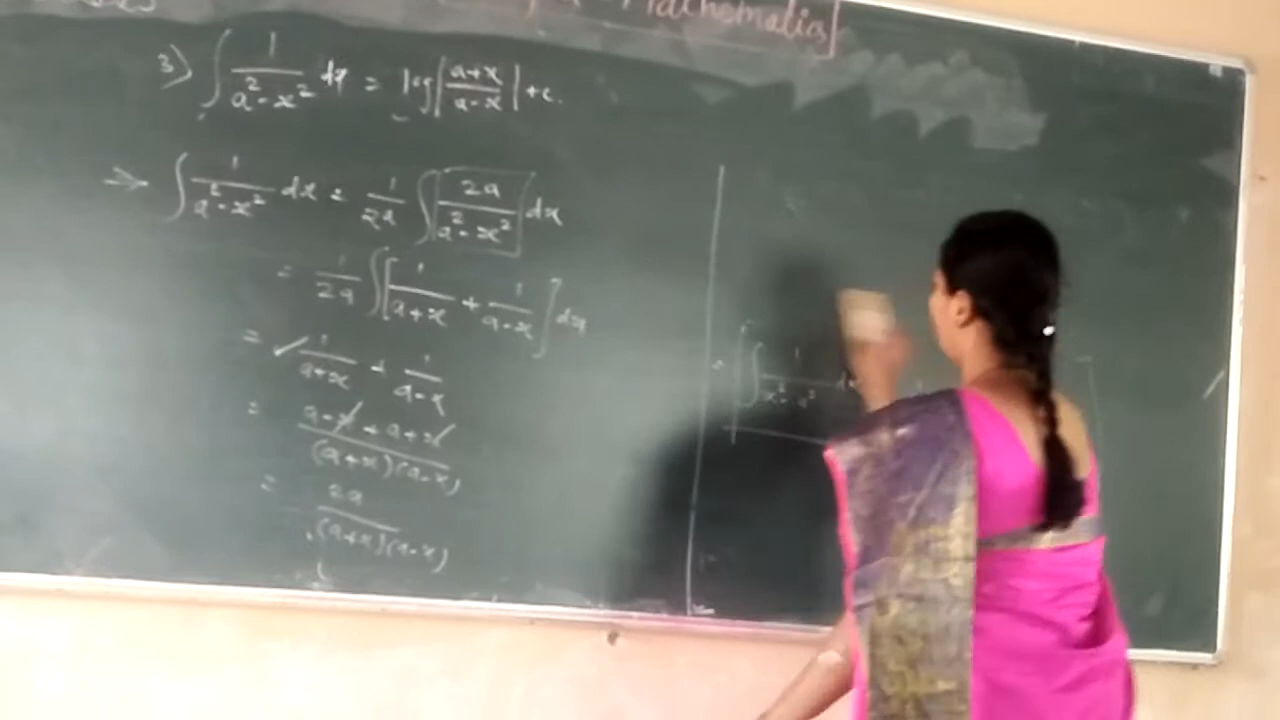 Mathematics
3) ∫ 1/(a² - x²) dx = log |(a+x)/(a-x)| + c.
⇒ ∫ 1/(a² - x²) dx = 1/2a ∫ 2a/(a² - x²) dx
= 1/2a ∫ [1/(a+x) + 1/(a-x)] dx
= 1/(a+x) + 1/(a-x)
= (a-x + a+x)/((a+x)(a-x))
= 2a/((a+x)(a-x))
∫ 1/(x² - a²)